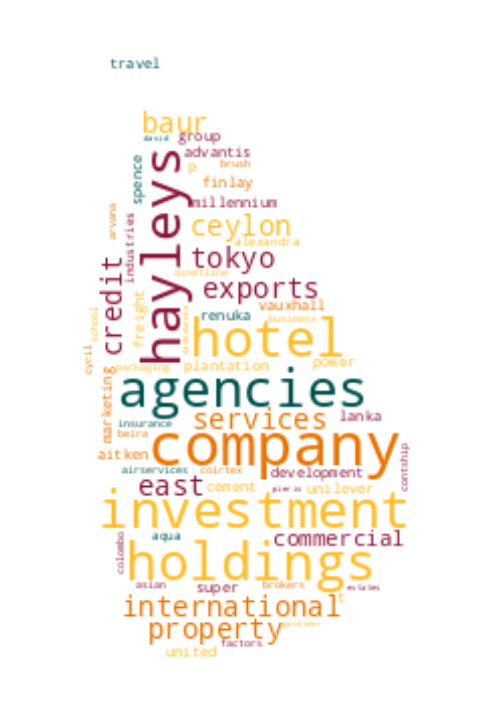 travel
baur
david
group
advantis
brush
p
spence
finlay
hayleys
millennium
arvana
industries
ceylon
alexandra
tokyo
credit
assetline
exports
freight
vauxhall
renuka
business
school
hotel
cyril
power
packaging
plantation
agencies
marketing
services
lanka
insurance
beira
company
aitken
airservices
coirtex
development
contship
east
cement
pieris
unilever
investment
aqua
commercial
colombo
holdings
asian
super
brokers
estates
international
t
property
gardiner
factors
united